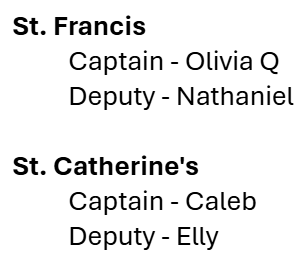 St. Francis
Captain - Olivia Q
Deputy - Nathaniel
St. Catherine's
Captain - Caleb
Deputy - Elly